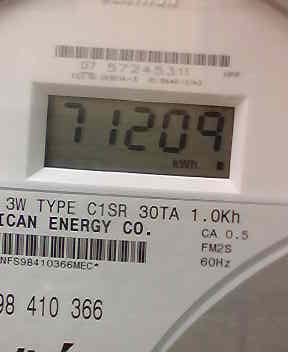 07 57245311
71209
kWh
3W TYPE C1SR 30TA 1.0Kh
ICAN ENERGY CO.
CA 0.5
FM2S
60Hz
NFS98410366MEC*
98 410 366